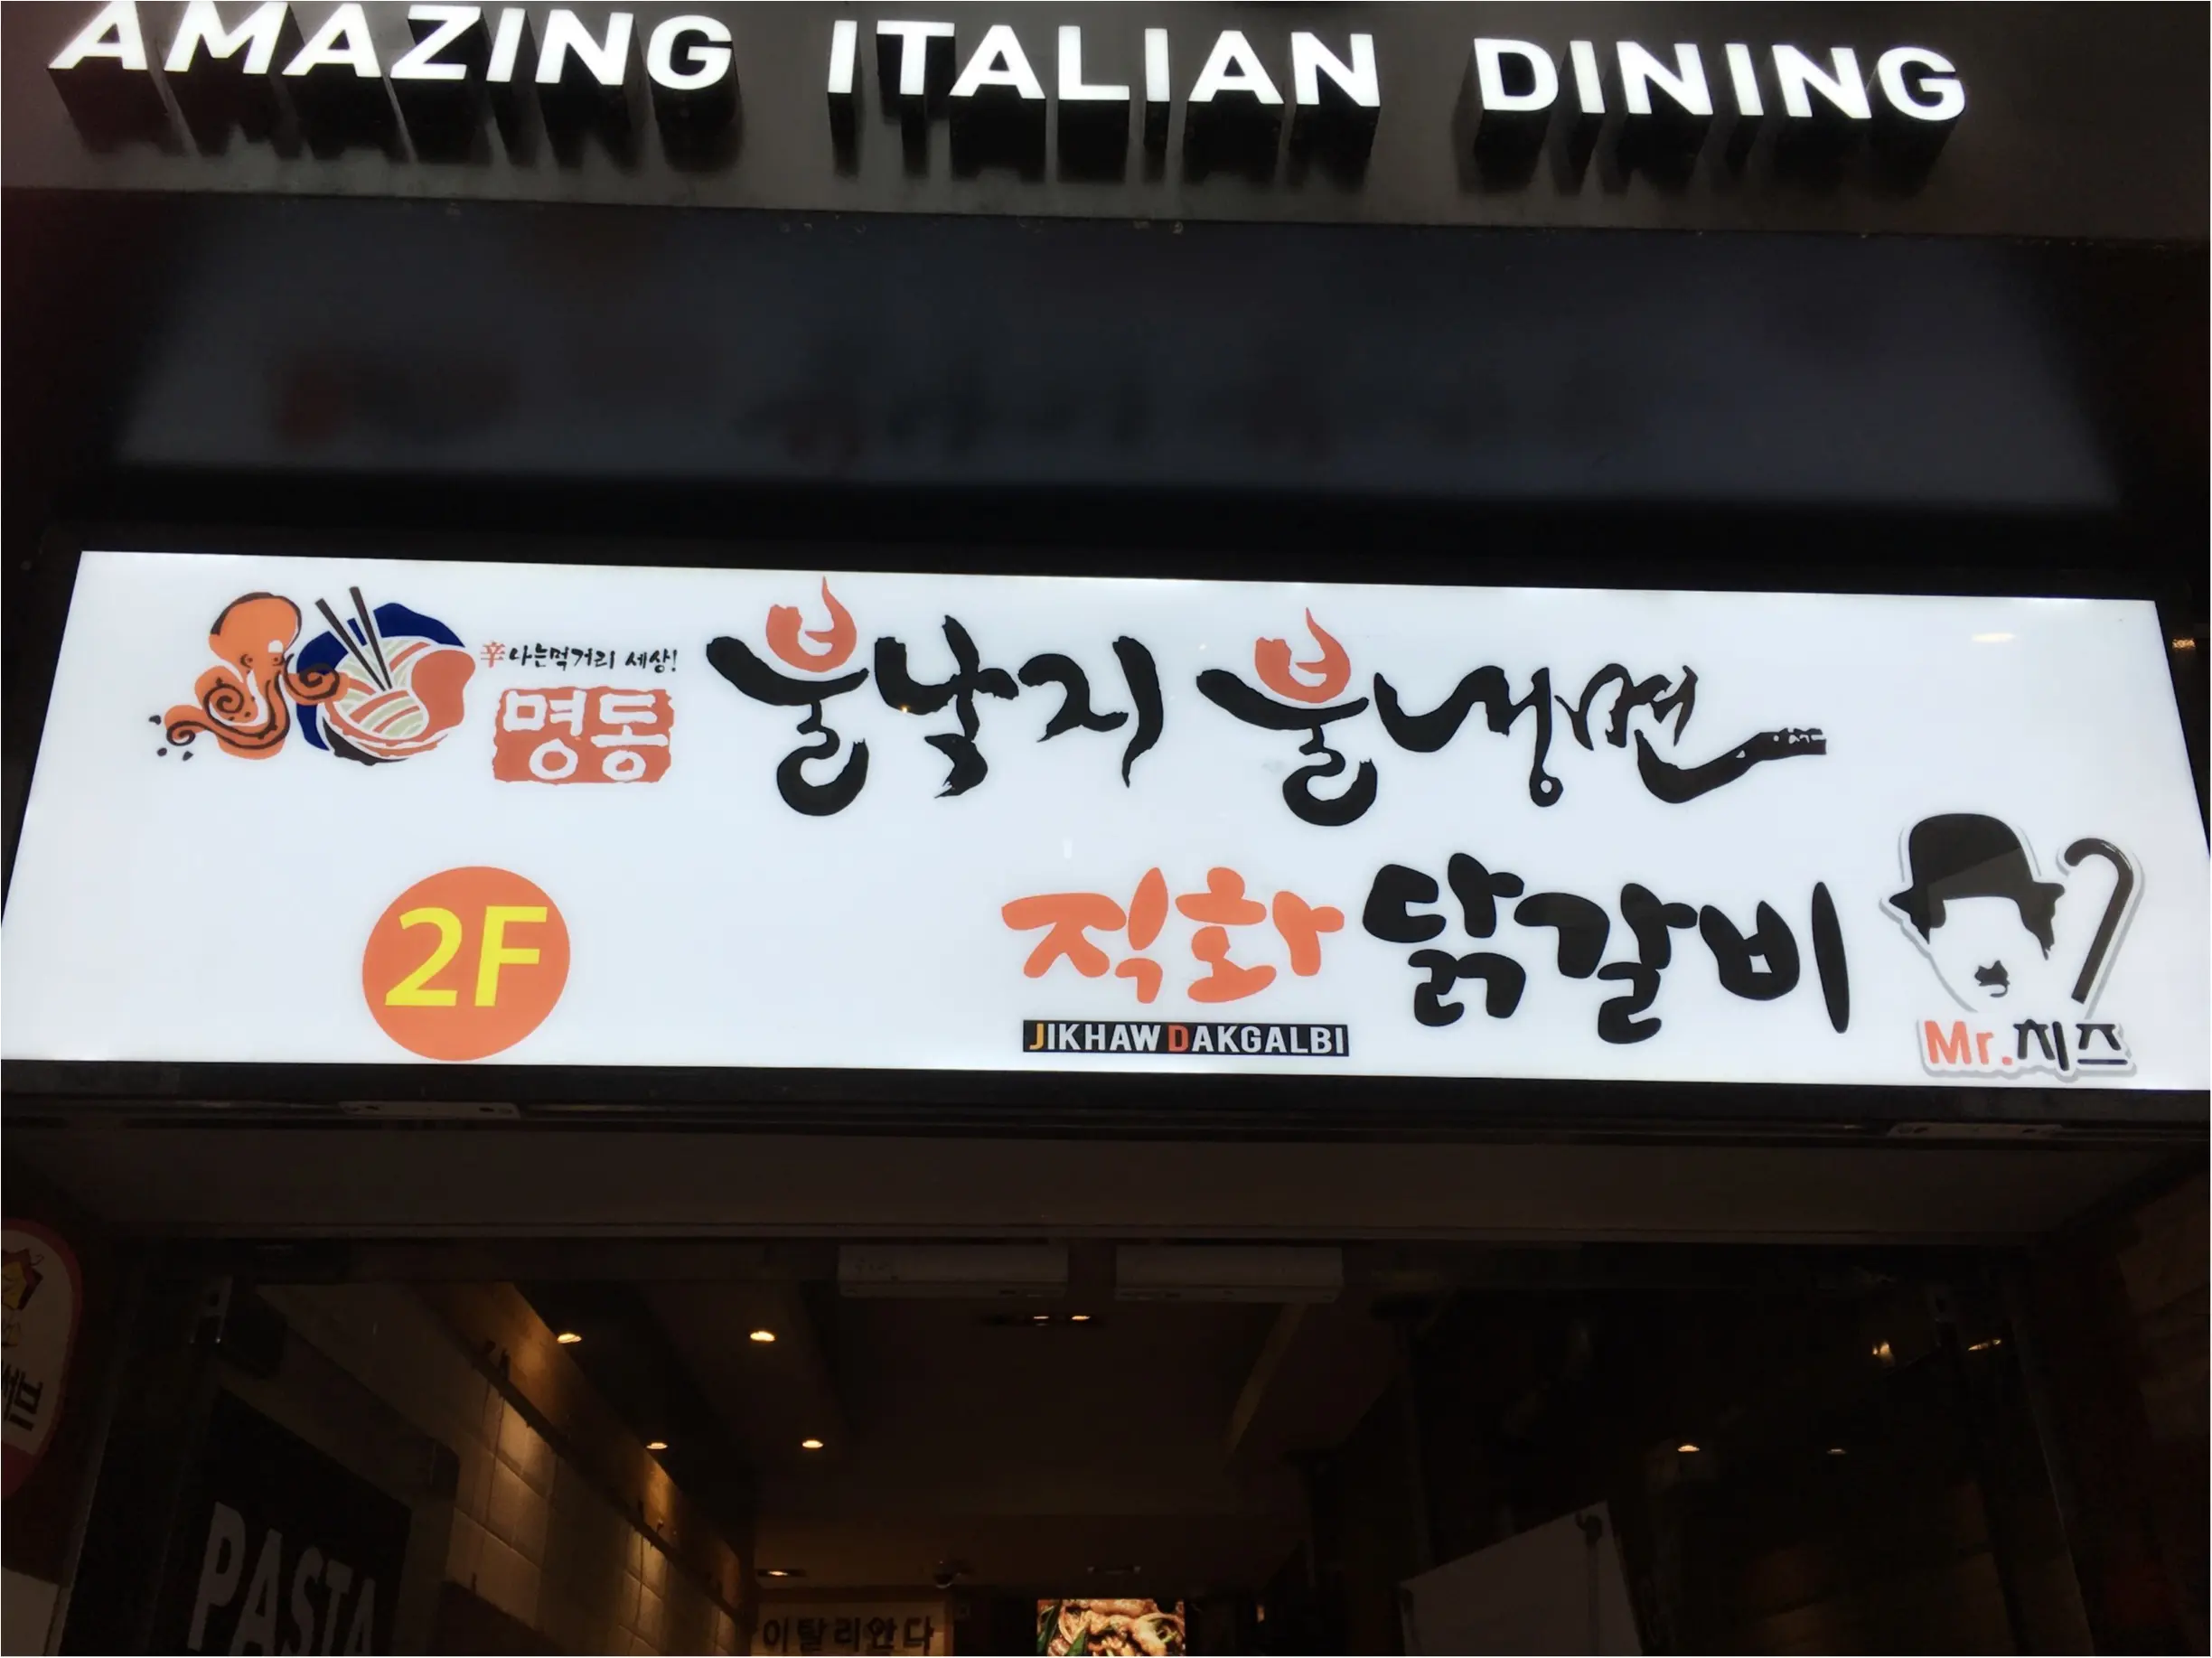 AMAZING ITALIAN DINING
辛나는먹거리 세상!
명동 불낙지 불냉면
2F
직화 닭갈비
JIKHAW DAKGALBI
Mr.치즈
PASTA
이탈리안다